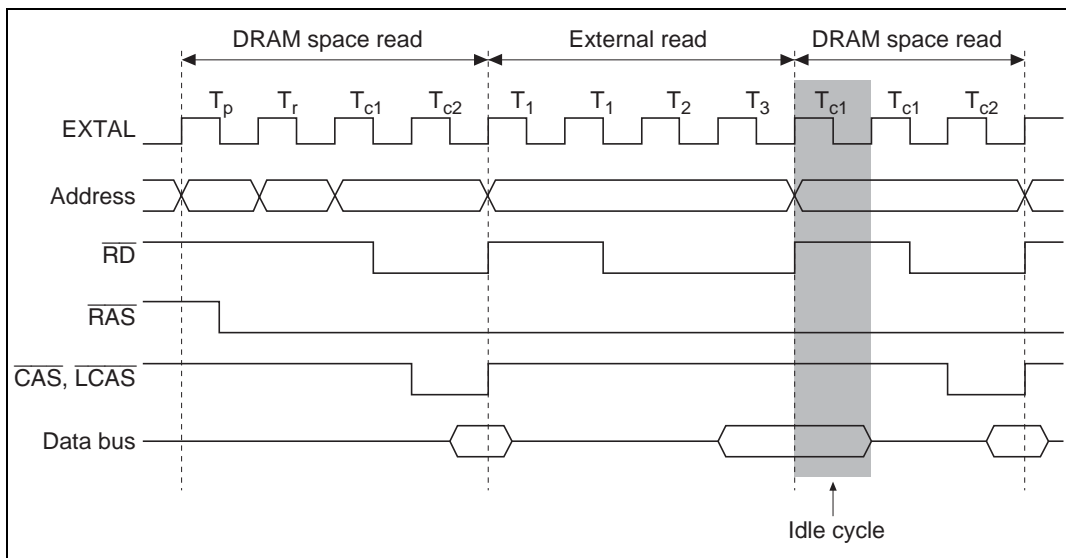 DRAM space read External read DRAM space read
Tp Tr Tc1 Tc2 T1 T1 T2 T3 Tc1 Tc1 Tc2
EXTAL
Address
RD
RAS
CAS, LCAS
Data bus
Idle cycle